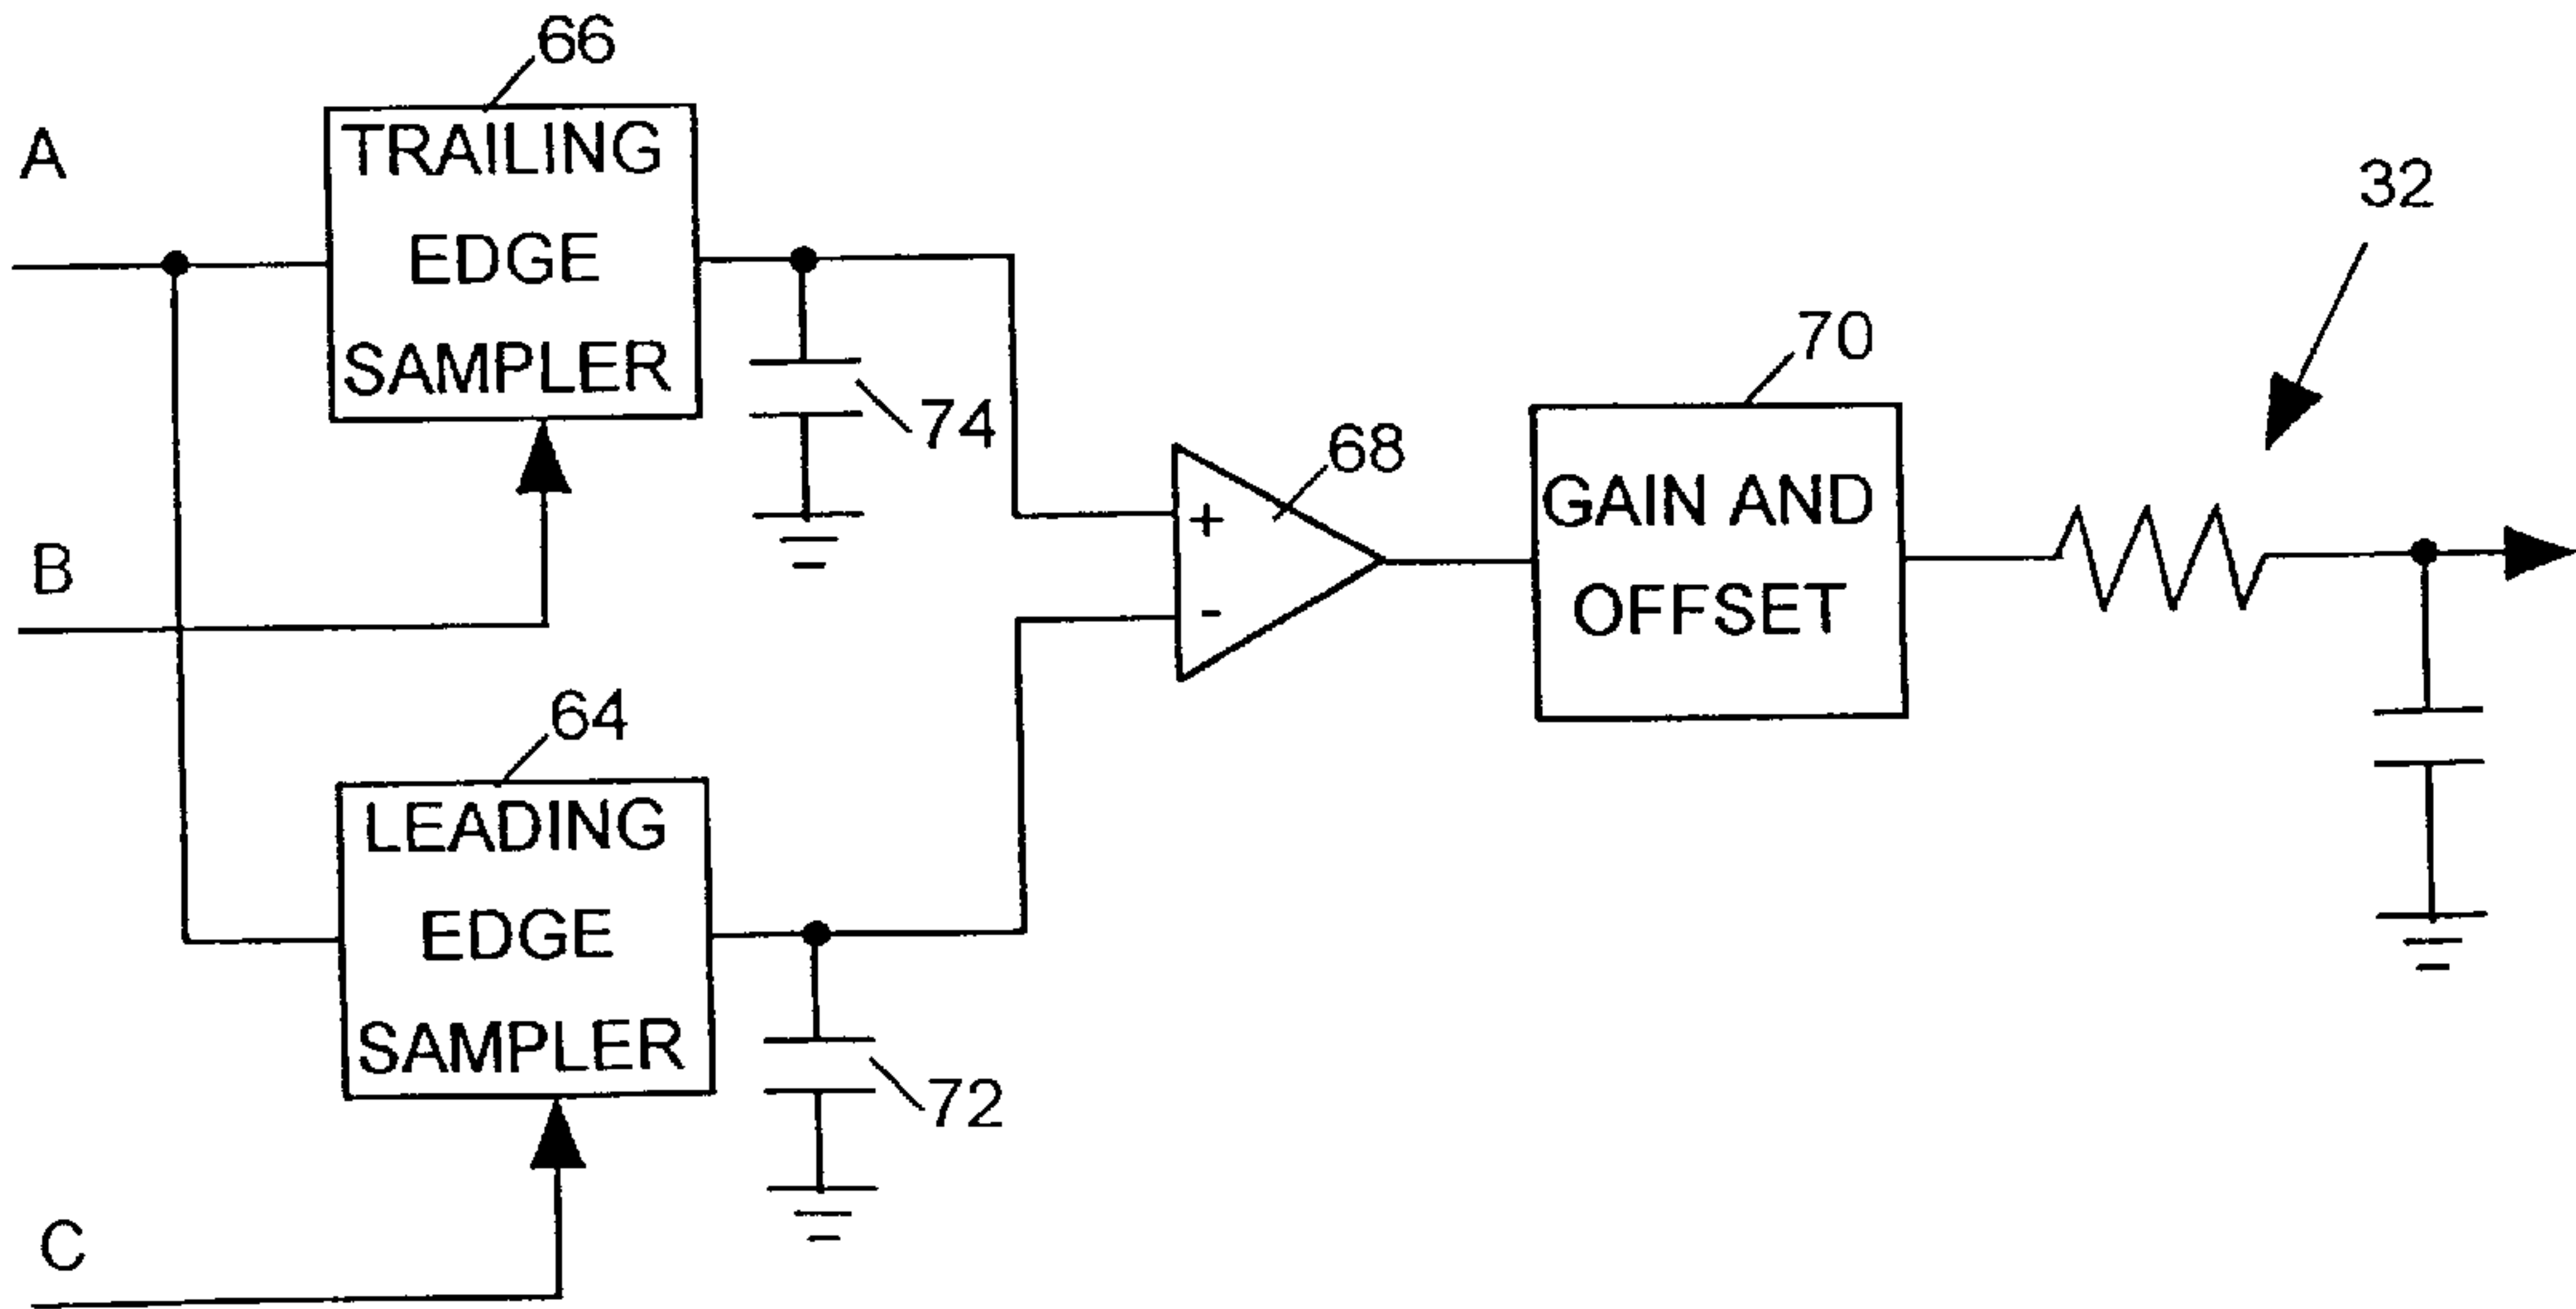 66
A
TRAILING
EDGE
SAMPLER
74
B
32
70
68
+
-
GAIN AND
OFFSET
64
LEADING
EDGE
SAMPLER
72
C